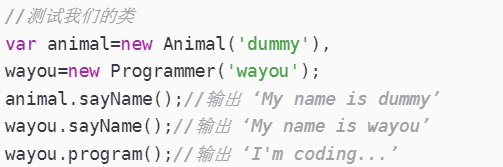 //测试我们的类
var animal=new Animal('dummy'),
wayou=new Programmer('wayou');
animal.sayName();//输出 ‘My name is dummy’
wayou.sayName();//输出 ‘My name is wayou’
wayou.program();//输出 ‘I'm coding...’